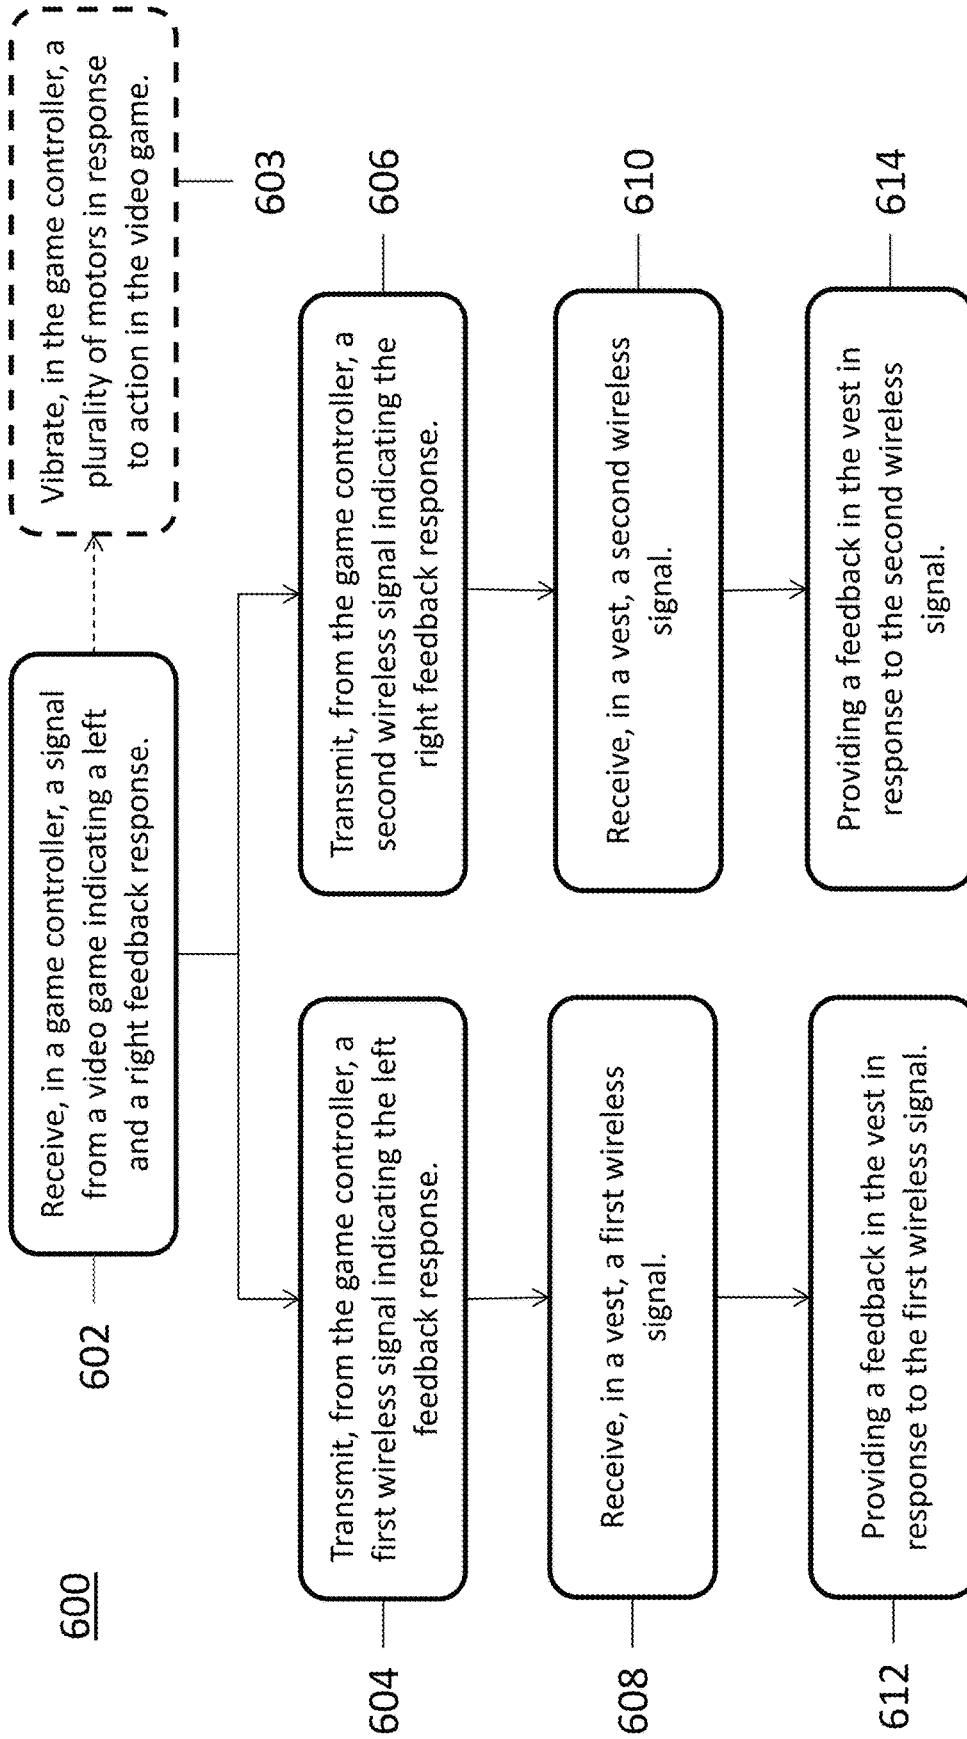 600
602
Receive, in a game controller, a signal
from a video game indicating a left
and a right feedback response.
Vibrate, in the game controller, a
plurality of motors in response
to action in the video game.
603
604
Transmit, from the game controller, a
first wireless signal indicating the left
feedback response.
Transmit, from the game controller, a
second wireless signal indicating the
right feedback response.
606
608
Receive, in a vest, a first wireless
signal.
Receive, in a vest, a second wireless
signal.
610
612
Providing a feedback in the vest in
response to the first wireless signal.
Providing a feedback in the vest in
response to the second wireless
signal.
614